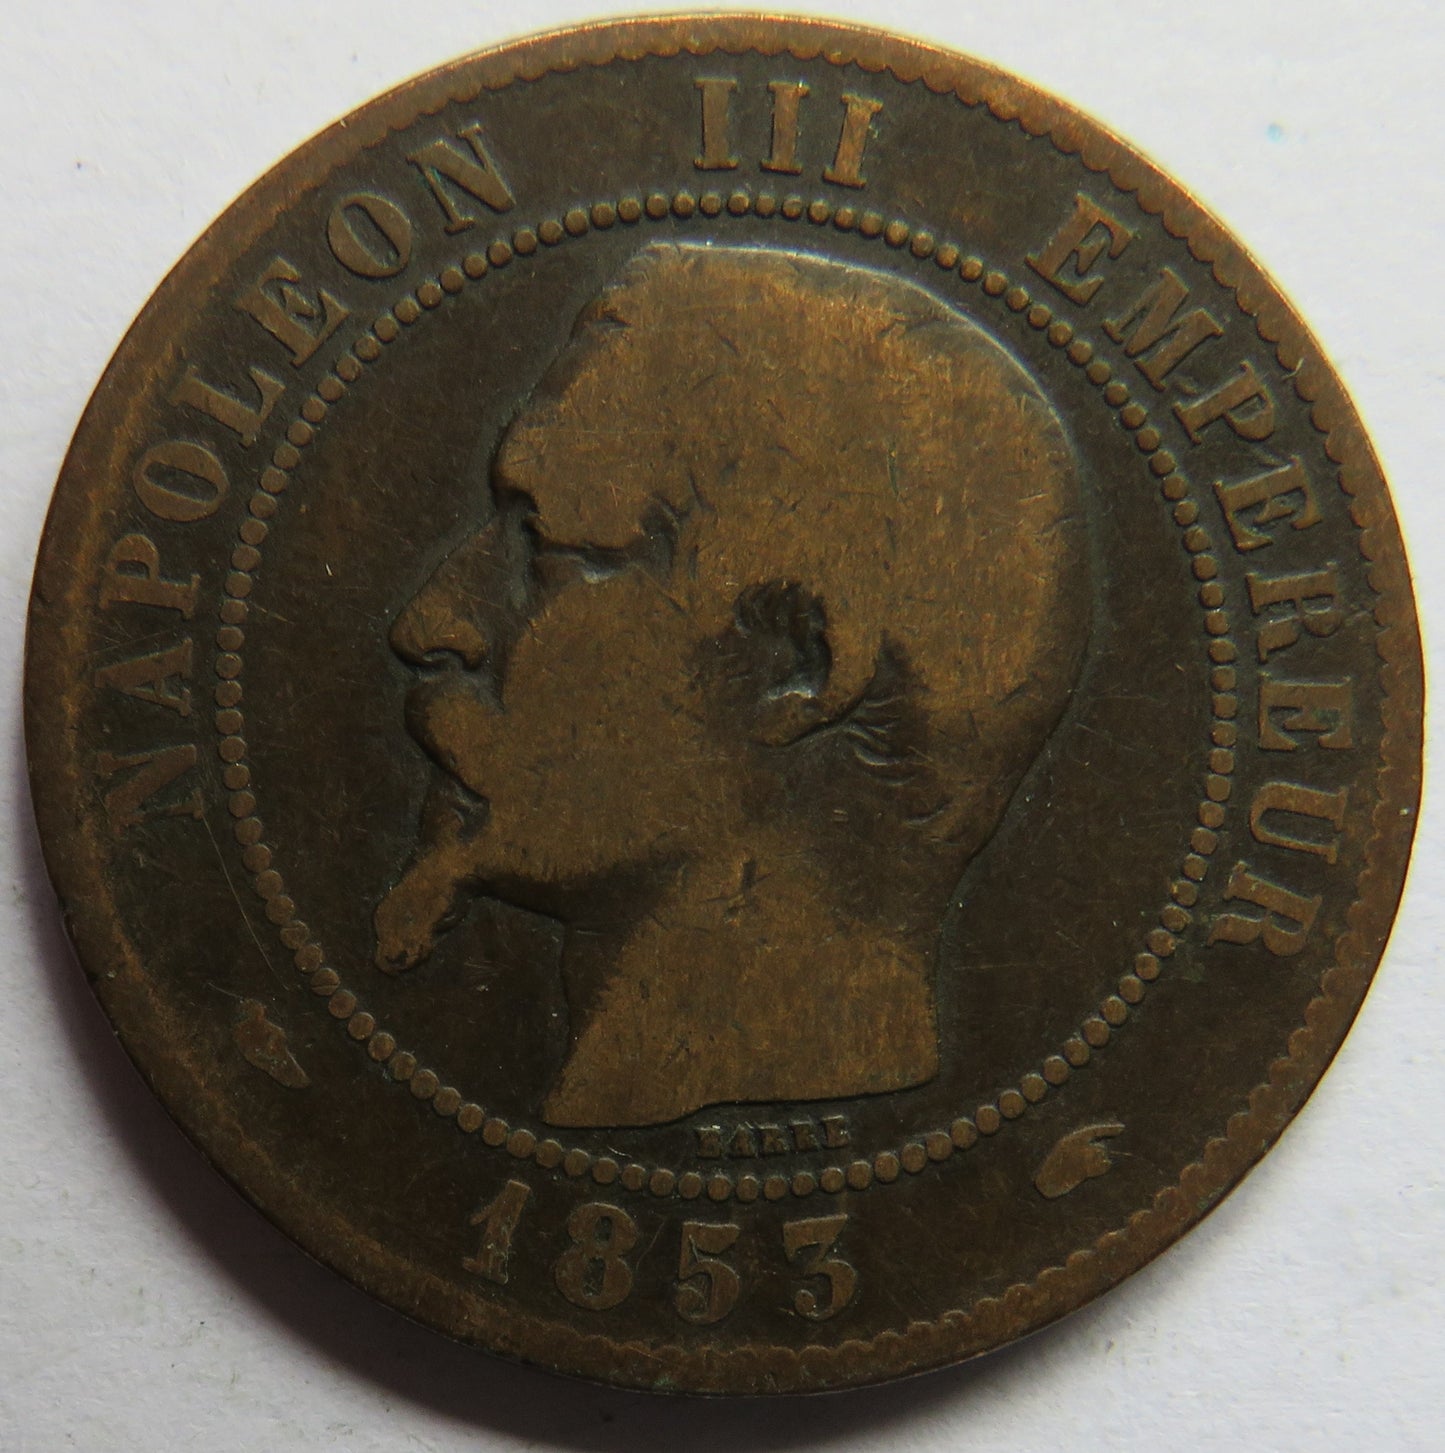 NAPOLEON III EMPEREUR
BARRE
1853